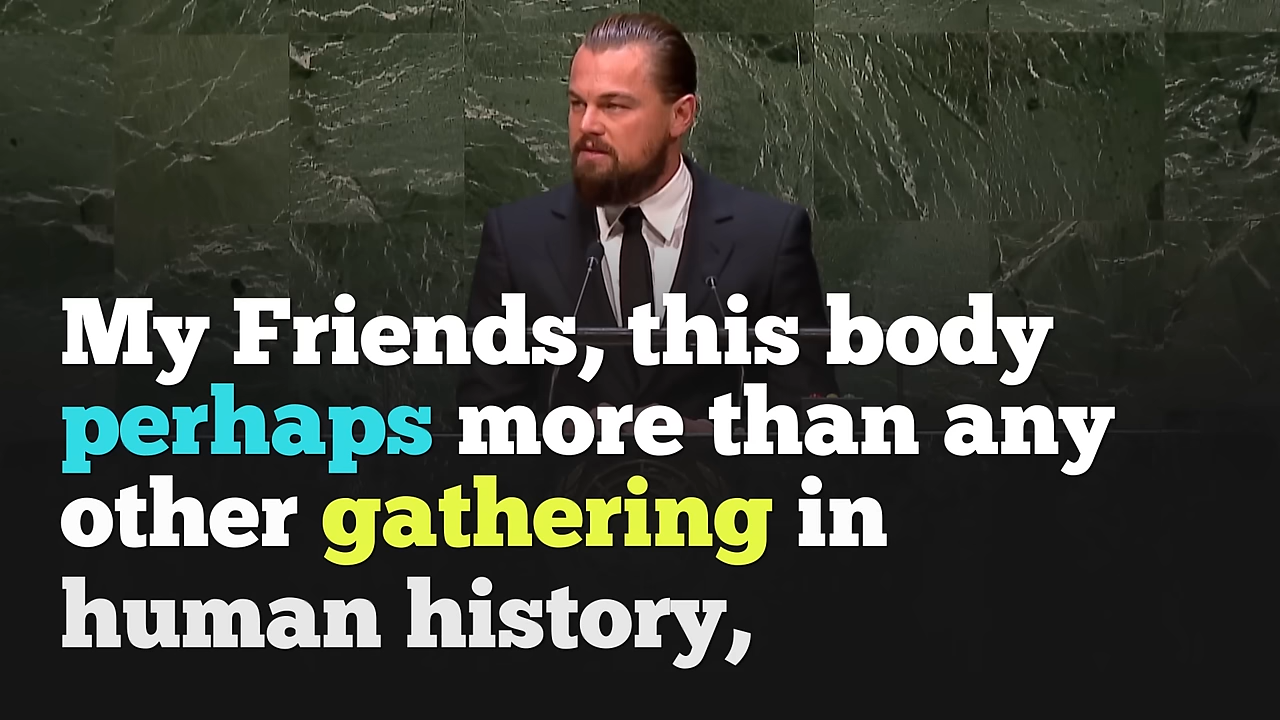 My Friends, this body
perhaps more than any
other gathering in
human history,